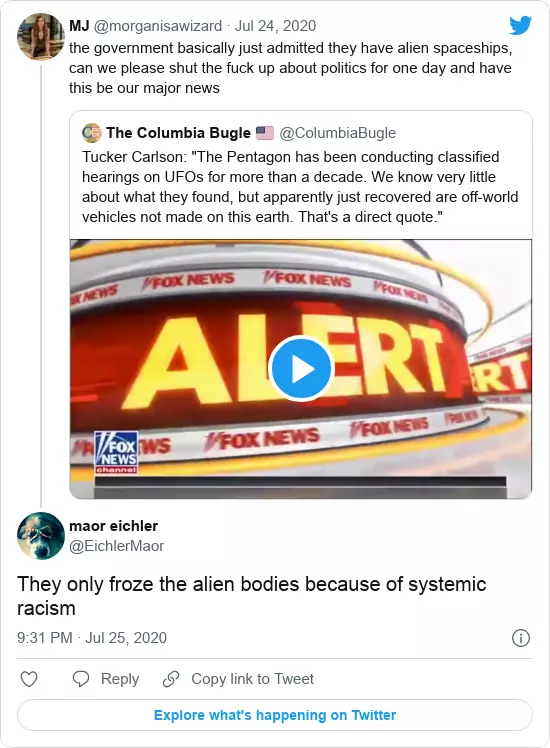 MJ @morganisawizard · Jul 24, 2020
the government basically just admitted they have alien spaceships,
can we please shut the fuck up about politics for one day and have
this be our major news
The Columbia Bugle 🇺🇸 @ColumbiaBugle
Tucker Carlson: "The Pentagon has been conducting classified
hearings on UFOs for more than a decade. We know very little
about what they found, but apparently just recovered are off-world
vehicles not made on this earth. That's a direct quote."
NEWS FOX NEWS FOX NEWS FOX NEWS
ALERT
RT
WS FOX NEWS FOX NEWS
FOX
NEWS
channel
maor eichler
@EichlerMaor
They only froze the alien bodies because of systemic
racism
9:31 PM · Jul 25, 2020
Reply Copy link to Tweet
Explore what's happening on Twitter